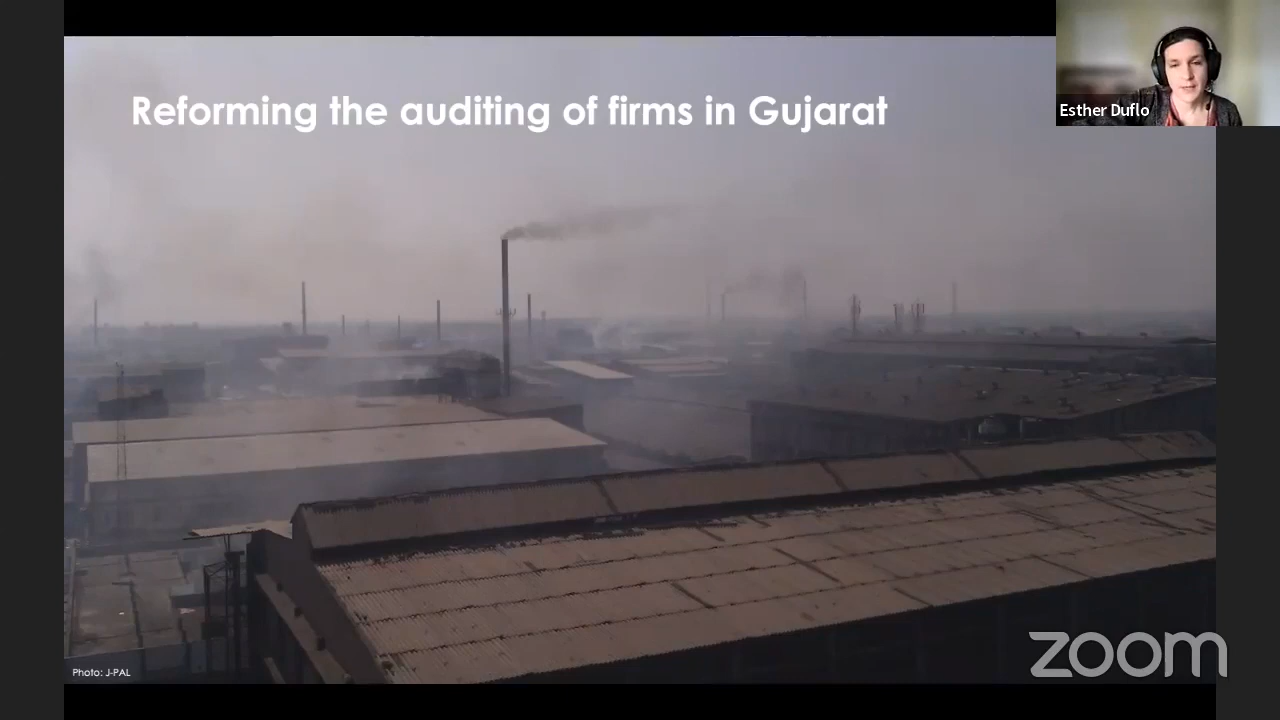 Reforming the auditing of firms in Gujarat
Esther Duflo
Photo: J-PAL
zoom